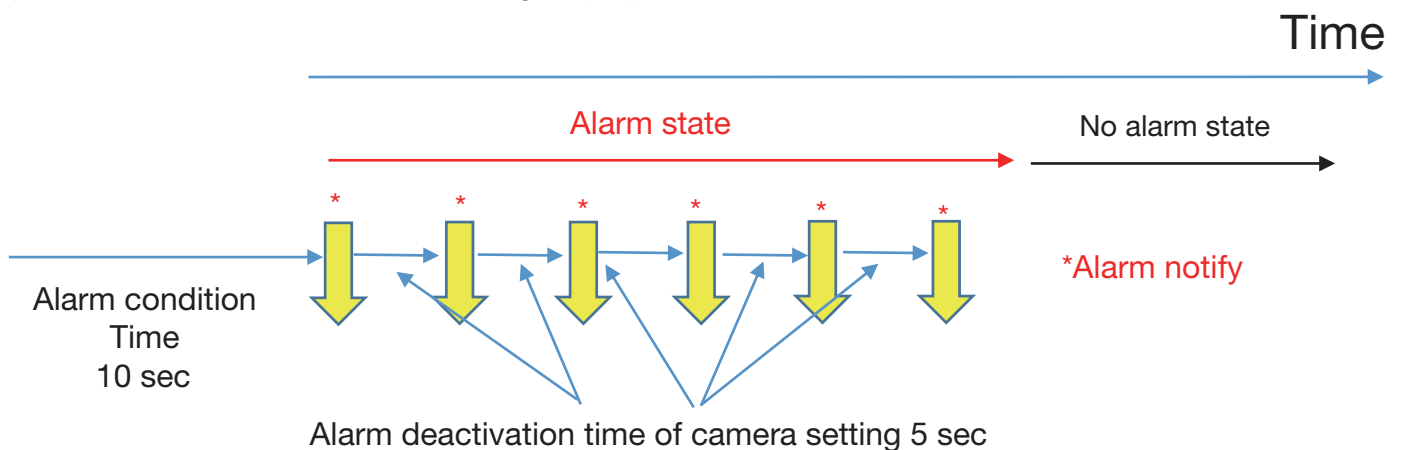 Time
Alarm state
No alarm state
* * * * * *
*Alarm notify
Alarm condition
Time
10 sec
Alarm deactivation time of camera setting 5 sec